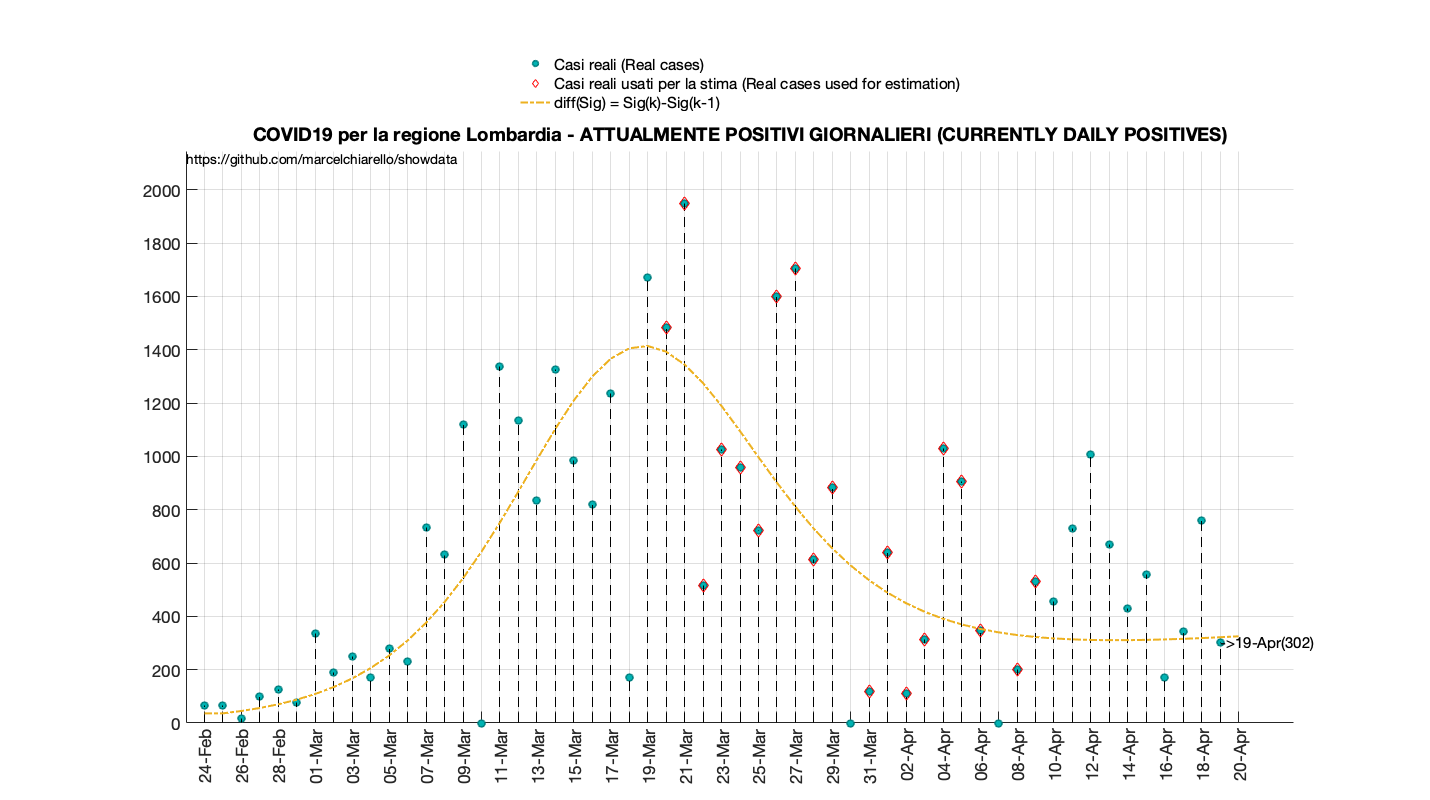 Casi reali (Real cases)
Casi reali usati per la stima (Real cases used for estimation)
diff(Sig) = Sig(k)-Sig(k-1)
COVID19 per la regione Lombardia - ATTUALMENTE POSITIVI GIORNALIERI (CURRENTLY DAILY POSITIVES)
https://github.com/marcelchiarello/showdata
2000
1800
1600
1400
1200
1000
800
600
400
200
0
->19-Apr(302)
24-Feb
26-Feb
28-Feb
01-Mar
03-Mar
05-Mar
07-Mar
09-Mar
11-Mar
13-Mar
15-Mar
17-Mar
19-Mar
21-Mar
23-Mar
25-Mar
27-Mar
29-Mar
31-Mar
02-Apr
04-Apr
06-Apr
08-Apr
10-Apr
12-Apr
14-Apr
16-Apr
18-Apr
20-Apr